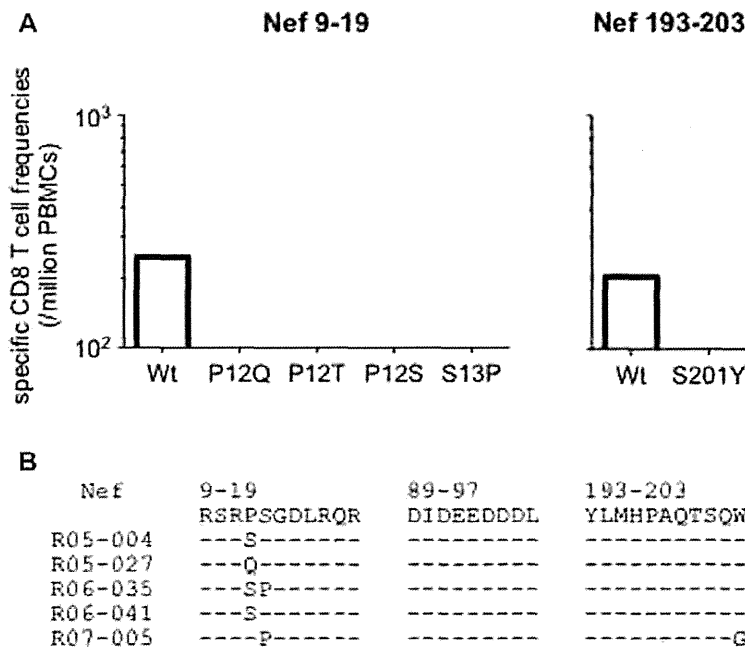 A
Nef 9-19
Nef 193-203
specific CD8 T cell frequencies
(/million PBMCs)
10³
10²
Wt P12Q P12T P12S S13P
Wt S201Y
B
Nef 9-19 89-97 193-203
RSRPSGDLRQR DIDEEDDDL YLMHPAQTSQW
R05-004 ---S------- --------- -----------
R05-027 ---Q------- --------- -----------
R06-035 ---SP------ --------- -----------
R06-041 ---S------- --------- -----------
R07-005 ----P------ --------- ----------G